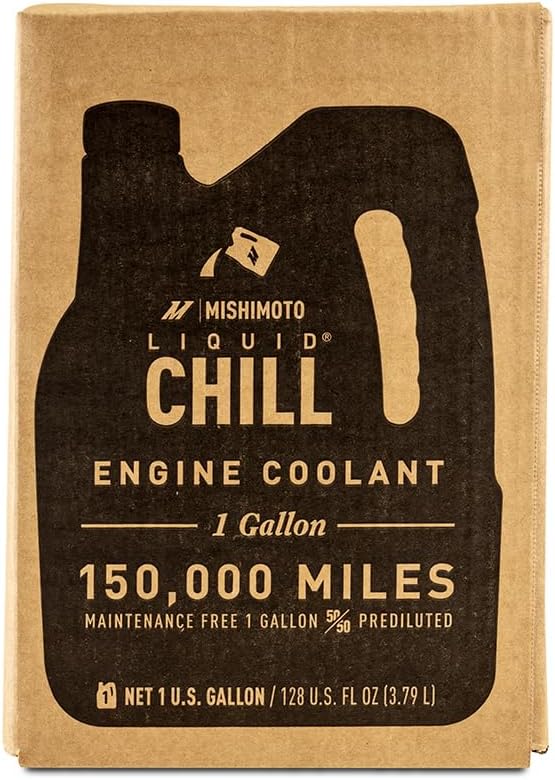 MISHIMOTO
LIQUID®
CHILL
ENGINE COOLANT
1 Gallon
150,000 MILES
MAINTENANCE FREE 1 GALLON 50/50 PREDILUTED
1 NET 1 U.S. GALLON / 128 U.S. FL OZ (3.79 L)